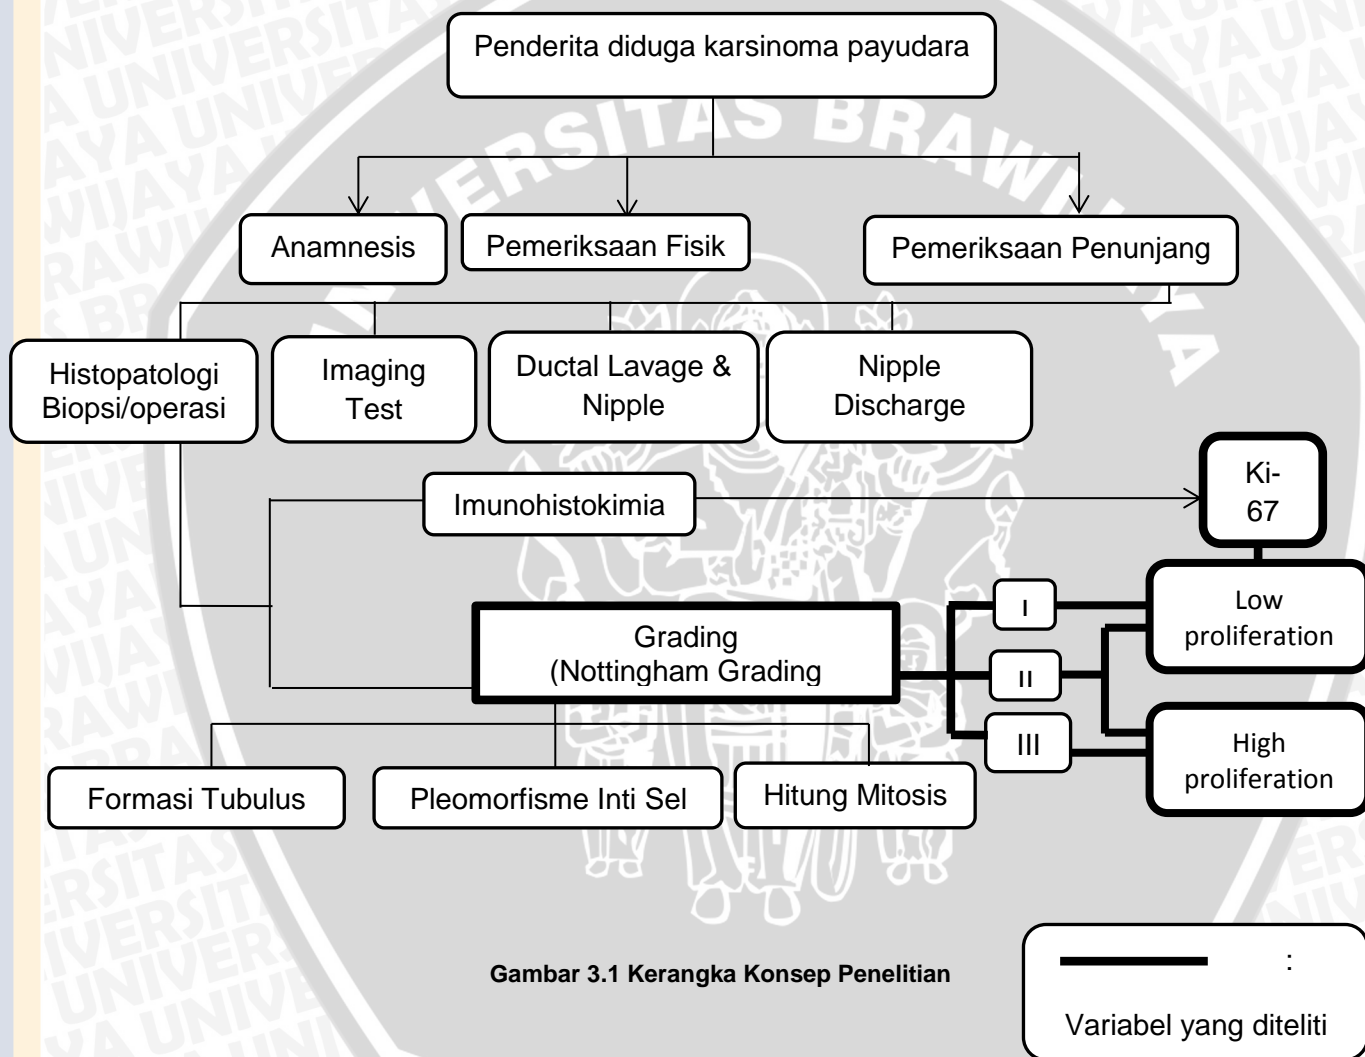 Penderita diduga karsinoma payudara
UNIVERSITAS BRAWIJAYA
Anamnesis
Pemeriksaan Fisik
Pemeriksaan Penunjang
Histopatologi
Biopsi/operasi
Imaging
Test
Ductal Lavage &
Nipple
Nipple
Discharge
Imunohistokimia
Ki-
67
Grading
(Nottingham Grading
I
II
III
Low
proliferation
High
proliferation
Formasi Tubulus
Pleomorfisme Inti Sel
Hitung Mitosis
Gambar 3.1 Kerangka Konsep Penelitian
:
Variabel yang diteliti